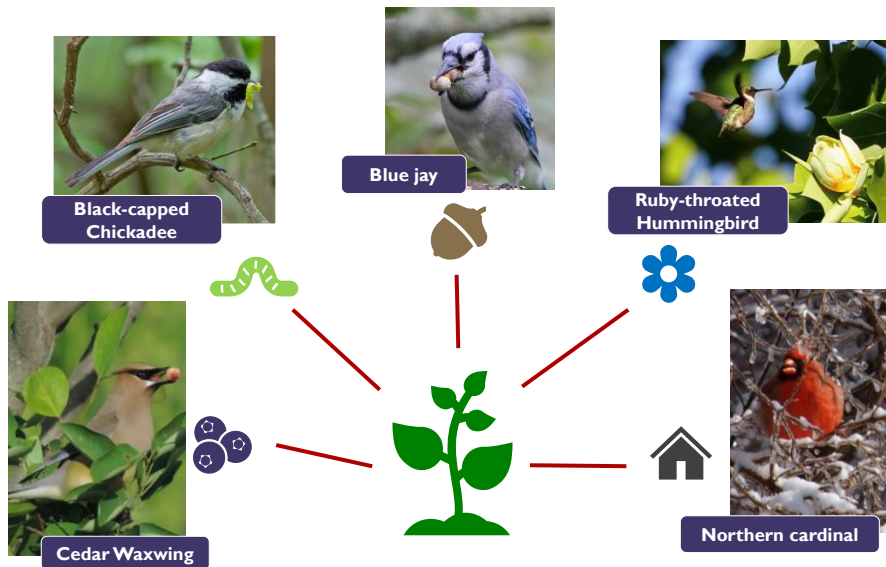 Blue jay
Black-capped
Chickadee
Ruby-throated
Hummingbird
Northern cardinal
Cedar Waxwing